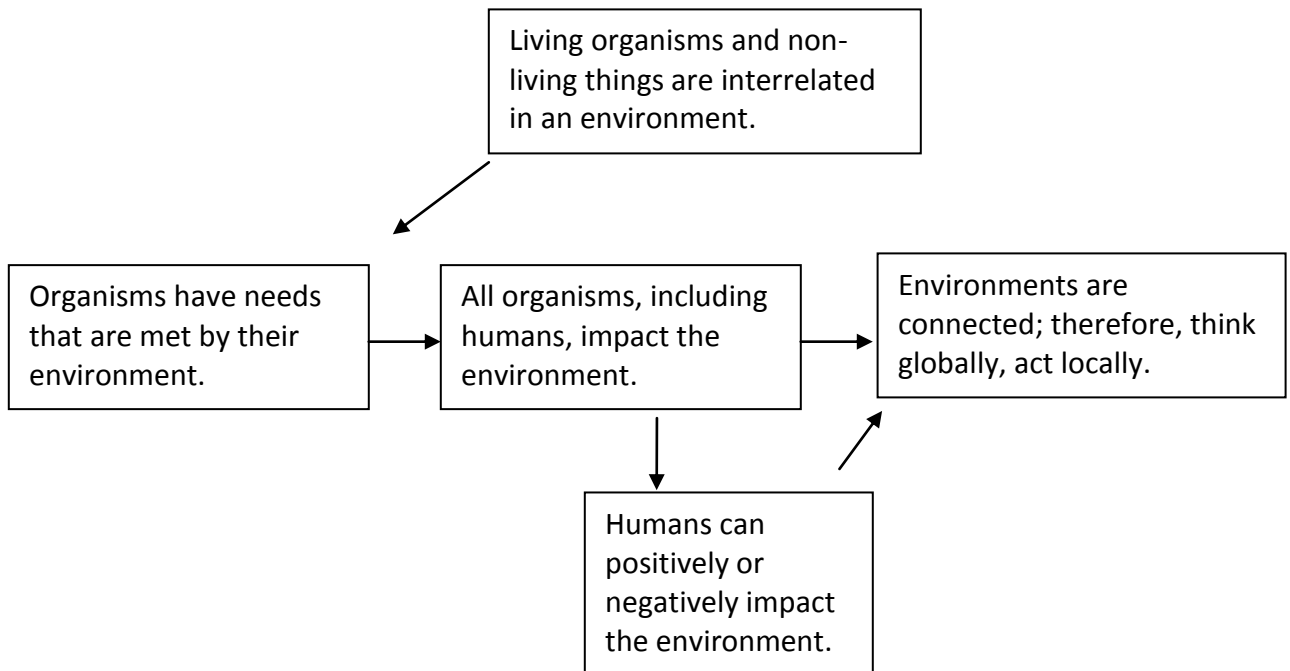 Living organisms and non-
living things are interrelated
in an environment.
Organisms have needs
that are met by their
environment.
All organisms, including
humans, impact the
environment.
Environments are
connected; therefore, think
globally, act locally.
Humans can
positively or
negatively impact
the environment.